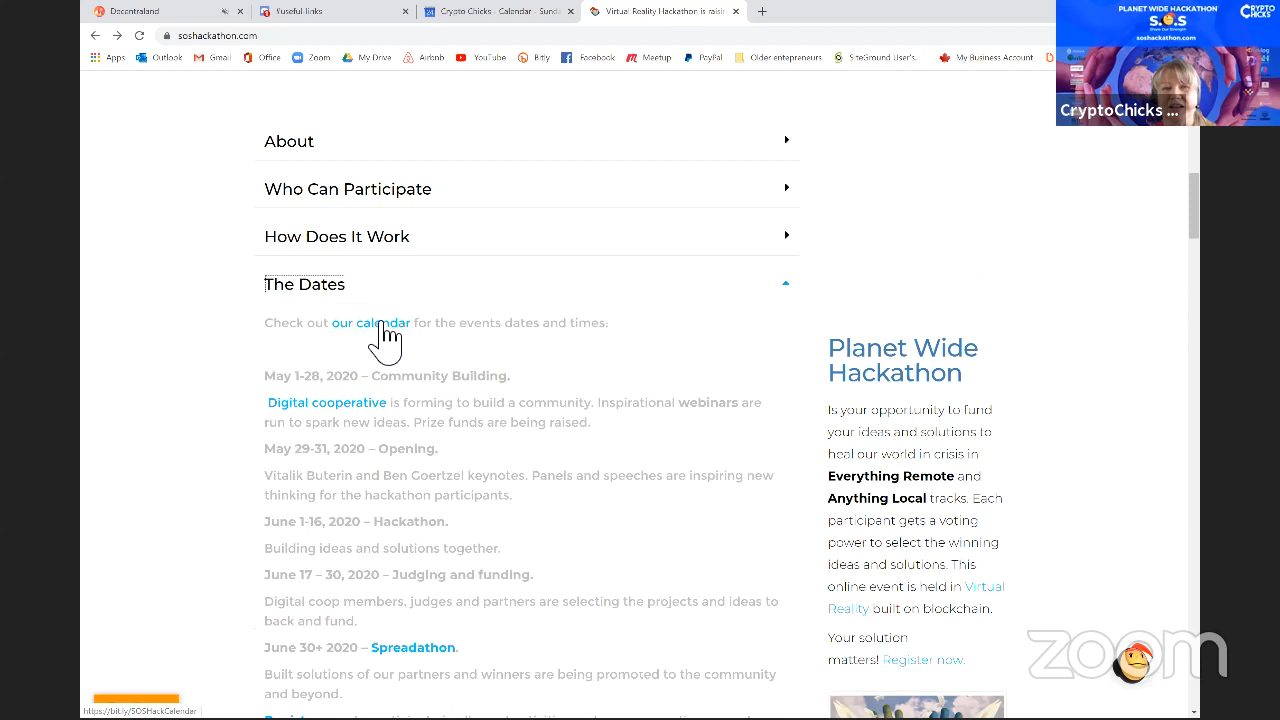 Decentraland
#useful-links
Crypto Chicks - Calendar - Sund
Virtual Reality Hackathon is raisi
soshackathon.com
Apps
Outlook
Gmail
Office
Zoom
My Drive
Airbnb
YouTube
Bitly
Facebook
Meetup
PayPal
Older entepreneurs
SiteGround User's...
My Business Account
PLANET WIDE HACKATHON
S.O.S
Share Our Strength
soshackathon.com
CRYPTO
CHICKS
CryptoChicks ...
About
Who Can Participate
How Does It Work
The Dates
Check out our calendar for the events dates and times:
May 1-28, 2020 – Community Building.
Digital cooperative is forming to build a community. Inspirational webinars are
run to spark new ideas. Prize funds are being raised.
May 29-31, 2020 – Opening.
Vitalik Buterin and Ben Goertzel keynotes. Panels and speeches are inspiring new
thinking for the hackathon participants.
June 1-16, 2020 – Hackathon.
Building ideas and solutions together.
June 17 – 30, 2020 – Judging and funding.
Digital coop members, judges and partners are selecting the projects and ideas to
back and fund.
June 30+ 2020 – Spreadathon.
Built solutions of our partners and winners are being promoted to the community
and beyond.
Planet Wide
Hackathon
Is your opportunity to fund
your ideas and solutions to
heal our world in crisis in
Everything Remote and
Anything Local tracks. Each
participant gets a voting
power to select the winning
ideas and solutions. This
online event is held in Virtual
Reality built on blockchain.
Your solution
matters! Register now.
zoom
https://bit.ly/SOSHackCalendar